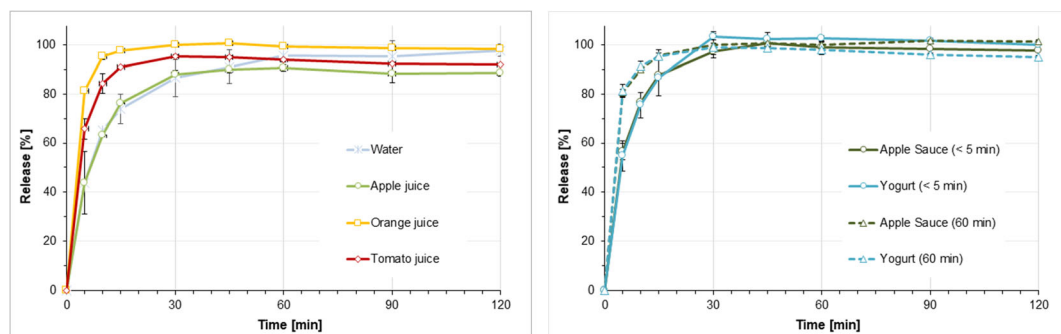 Release [%]
100
80
60
40
20
0
Water
Apple juice
Orange juice
Tomato juice
0
30
60
90
120
Time [min]
Release [%]
100
80
60
40
20
0
Apple Sauce (< 5 min)
Yogurt (< 5 min)
Apple Sauce (60 min)
Yogurt (60 min)
0
30
60
90
120
Time [min]